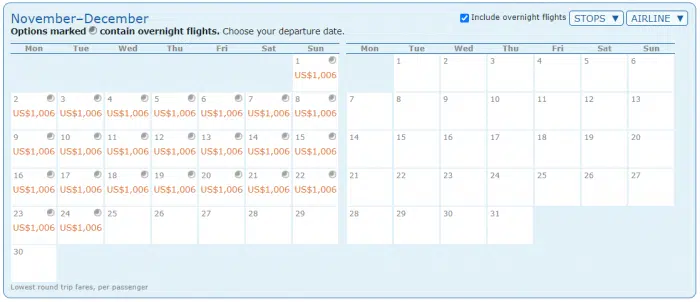 November–December
Include overnight flights STOPS ▼ AIRLINE ▼
Options marked contain overnight flights. Choose your departure date.
Mon Tue Wed Thu Fri Sat Sun
1
US$1,006
2 3 4 5 6 7 8
US$1,006 US$1,006 US$1,006 US$1,006 US$1,006 US$1,006 US$1,006
9 10 11 12 13 14 15
US$1,006 US$1,006 US$1,006 US$1,006 US$1,006 US$1,006 US$1,006
16 17 18 19 20 21 22
US$1,006 US$1,006 US$1,006 US$1,006 US$1,006 US$1,006 US$1,006
23 24 25 26 27 28 29
US$1,006 US$1,006
30
Mon Tue Wed Thu Fri Sat Sun
1 2 3 4 5 6
7 8 9 10 11 12 13
14 15 16 17 18 19 20
21 22 23 24 25 26 27
28 29 30 31
Lowest round trip fares, per passenger